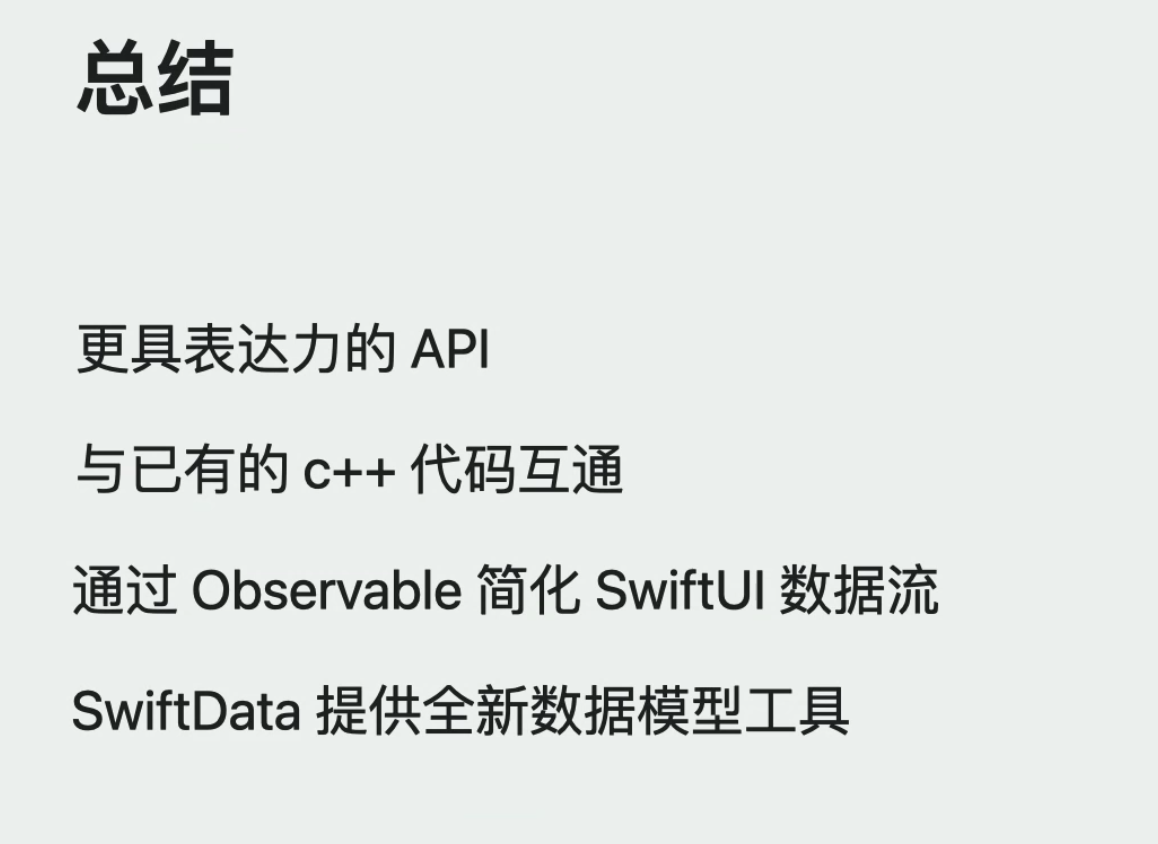 总结
更具表达力的 API
与已有的 c++ 代码互通
通过 Observable 简化 SwiftUI 数据流
SwiftData 提供全新数据模型工具